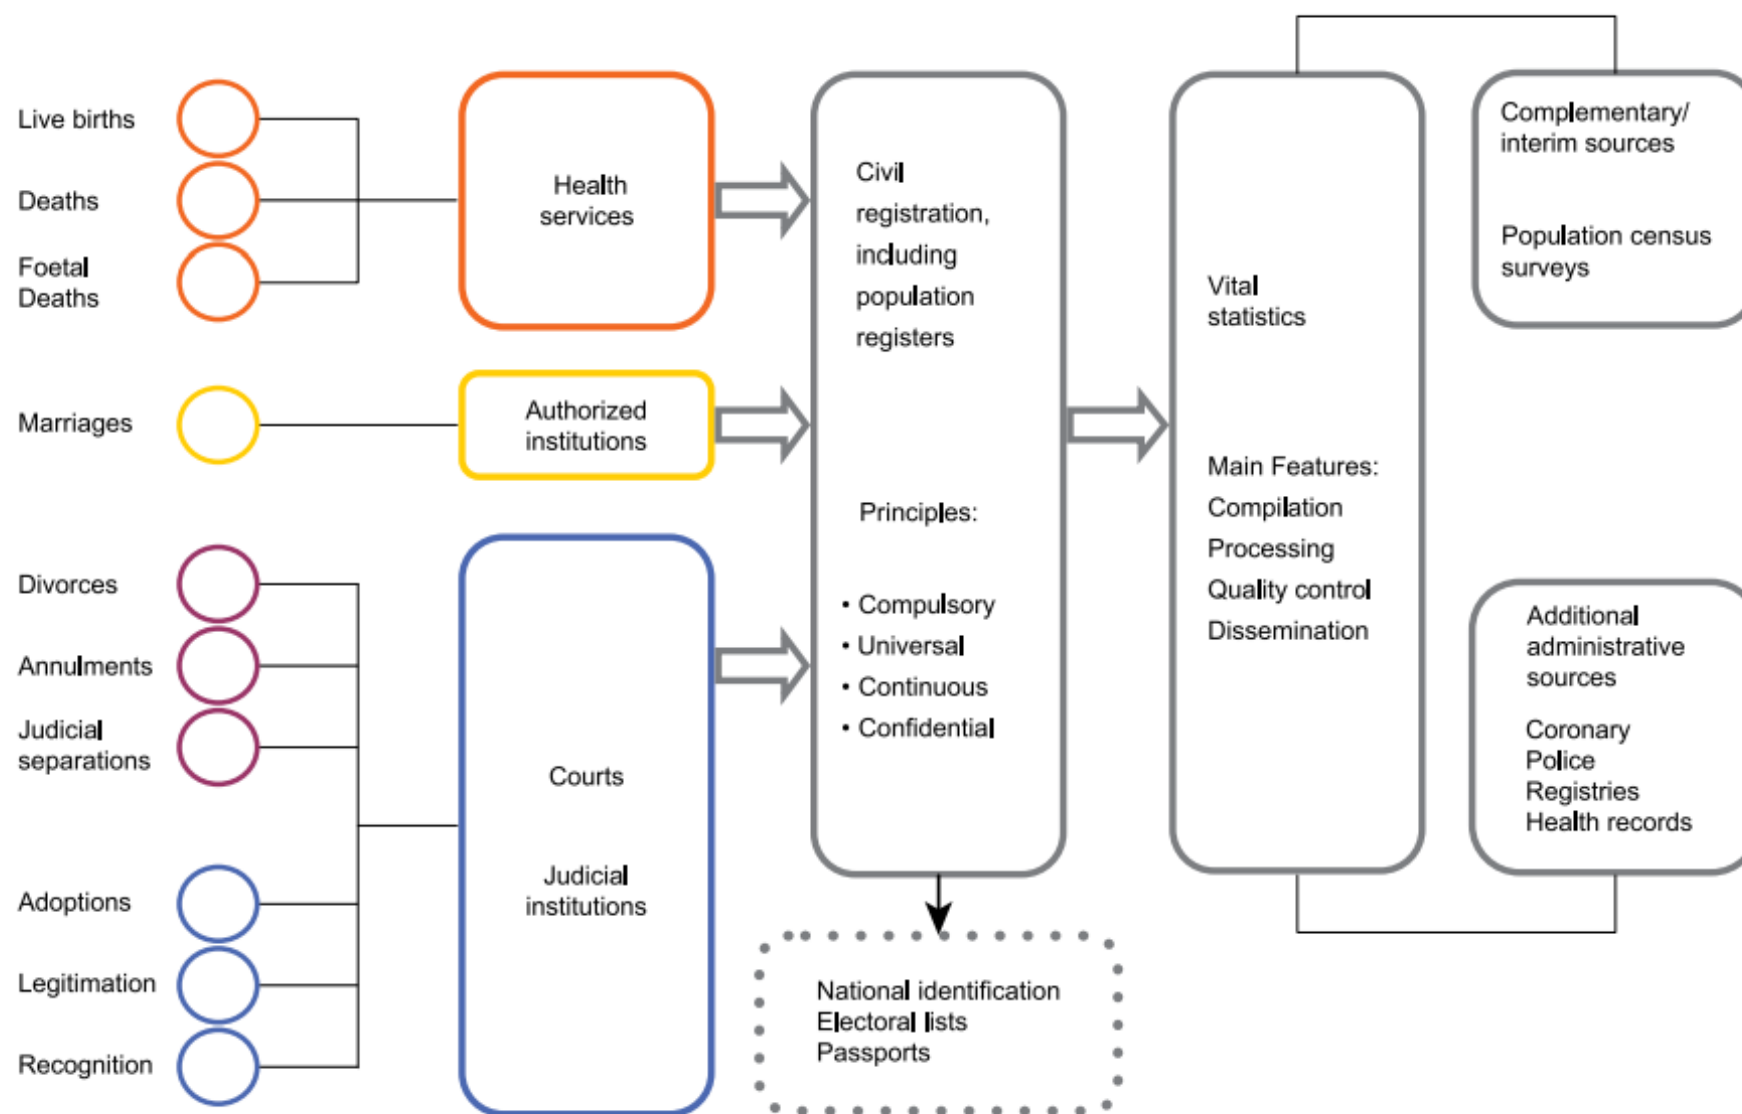 Live births
Deaths
Foetal
Deaths
Marriages
Divorces
Annulments
Judicial
separations
Adoptions
Legitimation
Recognition
Health
services
Authorized
institutions
Courts
Judicial
institutions
Civil
registration,
including
population
registers
Principles:
• Compulsory
• Universal
• Continuous
• Confidential
National identification
Electoral lists
Passports
Vital
statistics
Main Features:
Compilation
Processing
Quality control
Dissemination
Complementary/
interim sources
Population census
surveys
Additional
administrative
sources
Coronary
Police
Registries
Health records